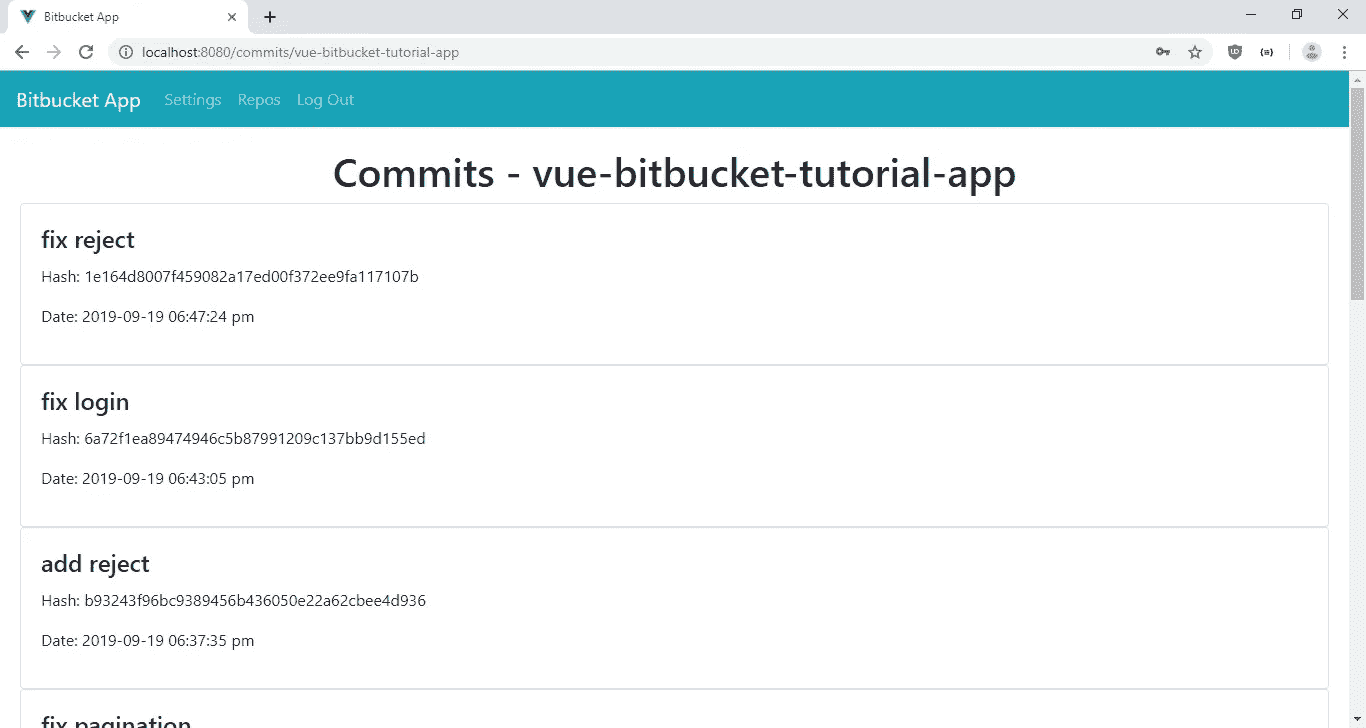 Bitbucket App
localhost:8080/commits/vue-bitbucket-tutorial-app
Bitbucket App Settings Repos Log Out
Commits - vue-bitbucket-tutorial-app
fix reject
Hash: 1e164d8007f459082a17ed00f372ee9fa117107b
Date: 2019-09-19 06:47:24 pm
fix login
Hash: 6a72f1ea89474946c5b87991209c137bb9d155ed
Date: 2019-09-19 06:43:05 pm
add reject
Hash: b93243f96bc9389456b436050e22a62cbee4d936
Date: 2019-09-19 06:37:35 pm
fix pagination